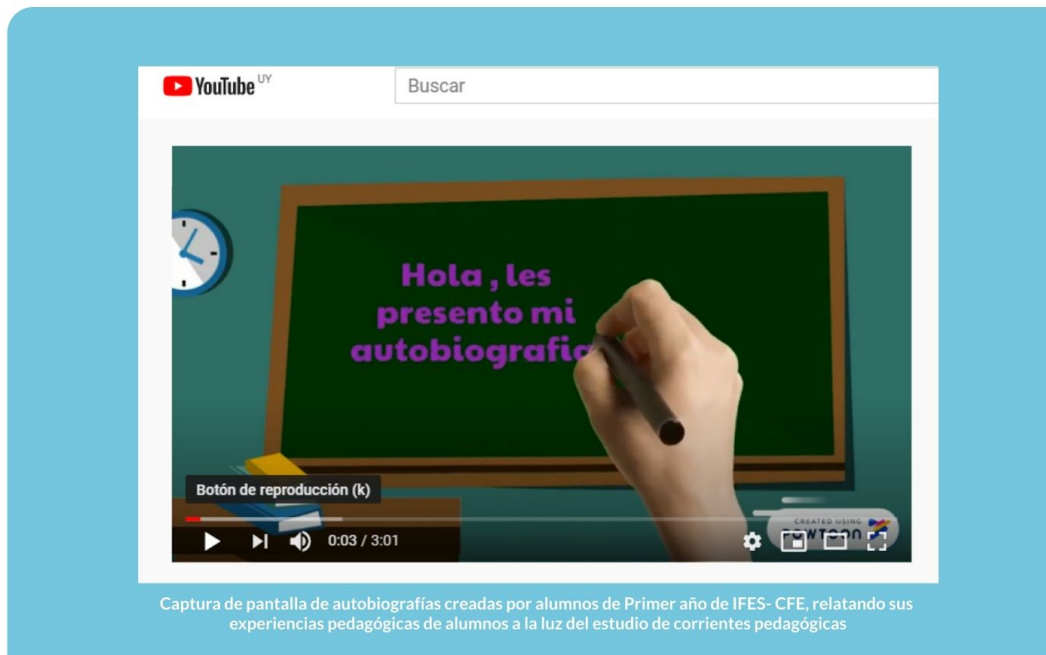 YouTube UY
Buscar
Hola , les
presento mi
autobiografia
Botón de reproducción (k)
0:03 / 3:01
CREATED USING
POWTOON
Captura de pantalla de autobiografías creadas por alumnos de Primer año de IFES- CFE, relatando sus
experiencias pedagógicas de alumnos a la luz del estudio de corrientes pedagógicas